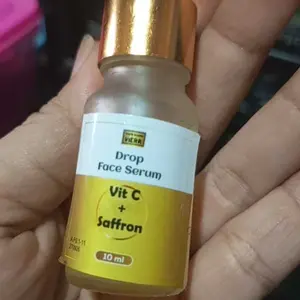 Drop
Face Serum
Vit C
+
Saffron
10 ml